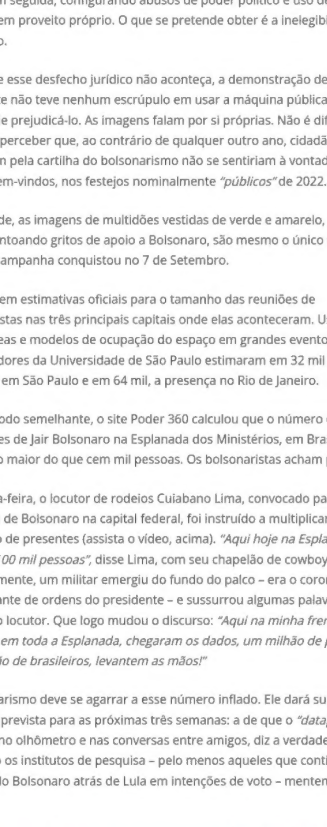 seguida, configurando abusos de poder político e uso de
em proveito próprio. O que se pretende obter é a inelegibi
o.
e esse desfecho jurídico não aconteça, a demonstração de
te não teve nenhum escrúpulo em usar a máquina pública
e prejudicá-lo. As imagens falam por si próprias. Não é dif
perceber que, ao contrário de qualquer outro ano, cidadã
m pela cartilha do bolsonarismo não se sentiriam à vontad
em-vindos, nos festejos nominalmente “públicos” de 2022.
de, as imagens de multidões vestidas de verde e amarelo,
ntoando gritos de apoio a Bolsonaro, são mesmo o único
ampanha conquistou no 7 de Setembro.
em estimativas oficiais para o tamanho das reuniões de
istas nas três principais capitais onde elas aconteceram. U
eas e modelos de ocupação do espaço em grandes evento
dores da Universidade de São Paulo estimaram em 32 mil
em São Paulo e em 64 mil, a presença no Rio de Janeiro.
odo semelhante, o site Poder 360 calculou que o número
es de Jair Bolsonaro na Esplanada dos Ministérios, em Bra
o maior do que cem mil pessoas. Os bolsonaristas acham
a-feira, o locutor de rodeios Cuiabano Lima, convocado pa
de Bolsonaro na capital federal, foi instruído a multiplica
o de presentes (assista o vídeo, acima). “Aqui hoje na Espla
00 mil pessoas”, disse Lima, com seu chapelão de cowboy
mente, um militar emergiu do fundo do palco – era o coro
ante de ordens do presidente – e sussurrou algumas pala
o locutor. Que logo mudou o discurso: “Aqui na minha fre
em toda a Esplanada, chegaram os dados, um milhão de p
ão de brasileiros, levantem as mãos!”
arismo deve se agarrar a esse número inflado. Ele dará su
prevista para as próximas três semanas: a de que o “data
no olhômetro e nas conversas entre amigos, diz a verdade
o os institutos de pesquisa – pelo menos aqueles que conti
do Bolsonaro atrás de Lula em intenções de voto – mente